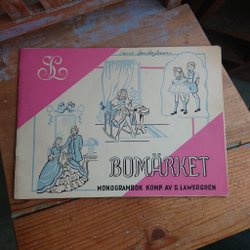 BOMÄRKET
MONOGRAMBOK KOMP. AV S. LAWERGREN